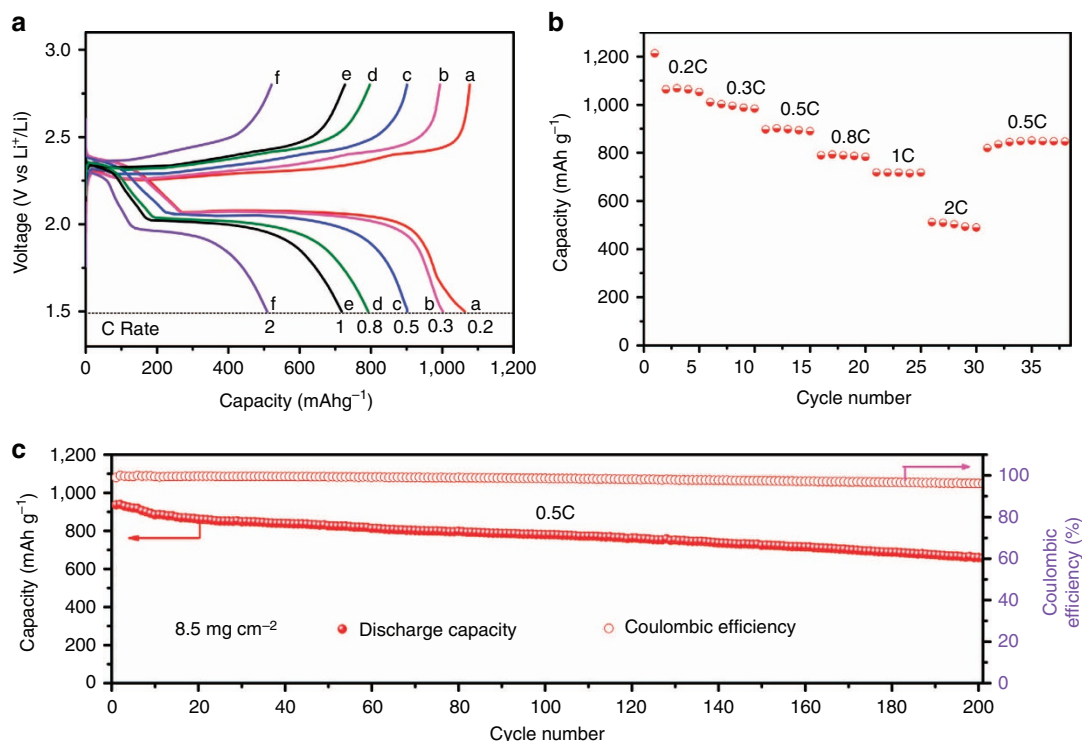 a
3.0
2.5
2.0
1.5
Voltage (V vs Li⁺/Li)
f
e
d
c
b
a
f
e
d
c
b
a
C Rate
2
1
0.8
0.5
0.3
0.2
0
200
400
600
800
1,000
1,200
Capacity (mAhg⁻¹)
b
1,200
1,000
800
600
400
200
0
Capacity (mAh g⁻¹)
0.2C
0.3C
0.5C
0.8C
1C
2C
0.5C
0
5
10
15
20
25
30
35
Cycle number
c
1,200
1,000
800
600
400
200
0
Capacity (mAh g⁻¹)
0.5C
8.5 mg cm⁻²
Discharge capacity
Coulombic efficiency
100
80
60
40
20
0
Coulombic
efficiency (%)
0
20
40
60
80
100
120
140
160
180
200
Cycle number